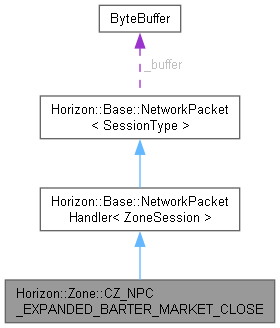 ByteBuffer
_buffer
Horizon::Base::NetworkPacket
< SessionType >
Horizon::Base::NetworkPacket
Handler< ZoneSession >
Horizon::Zone::CZ_NPC
_EXPANDED_BARTER_MARKET_CLOSE